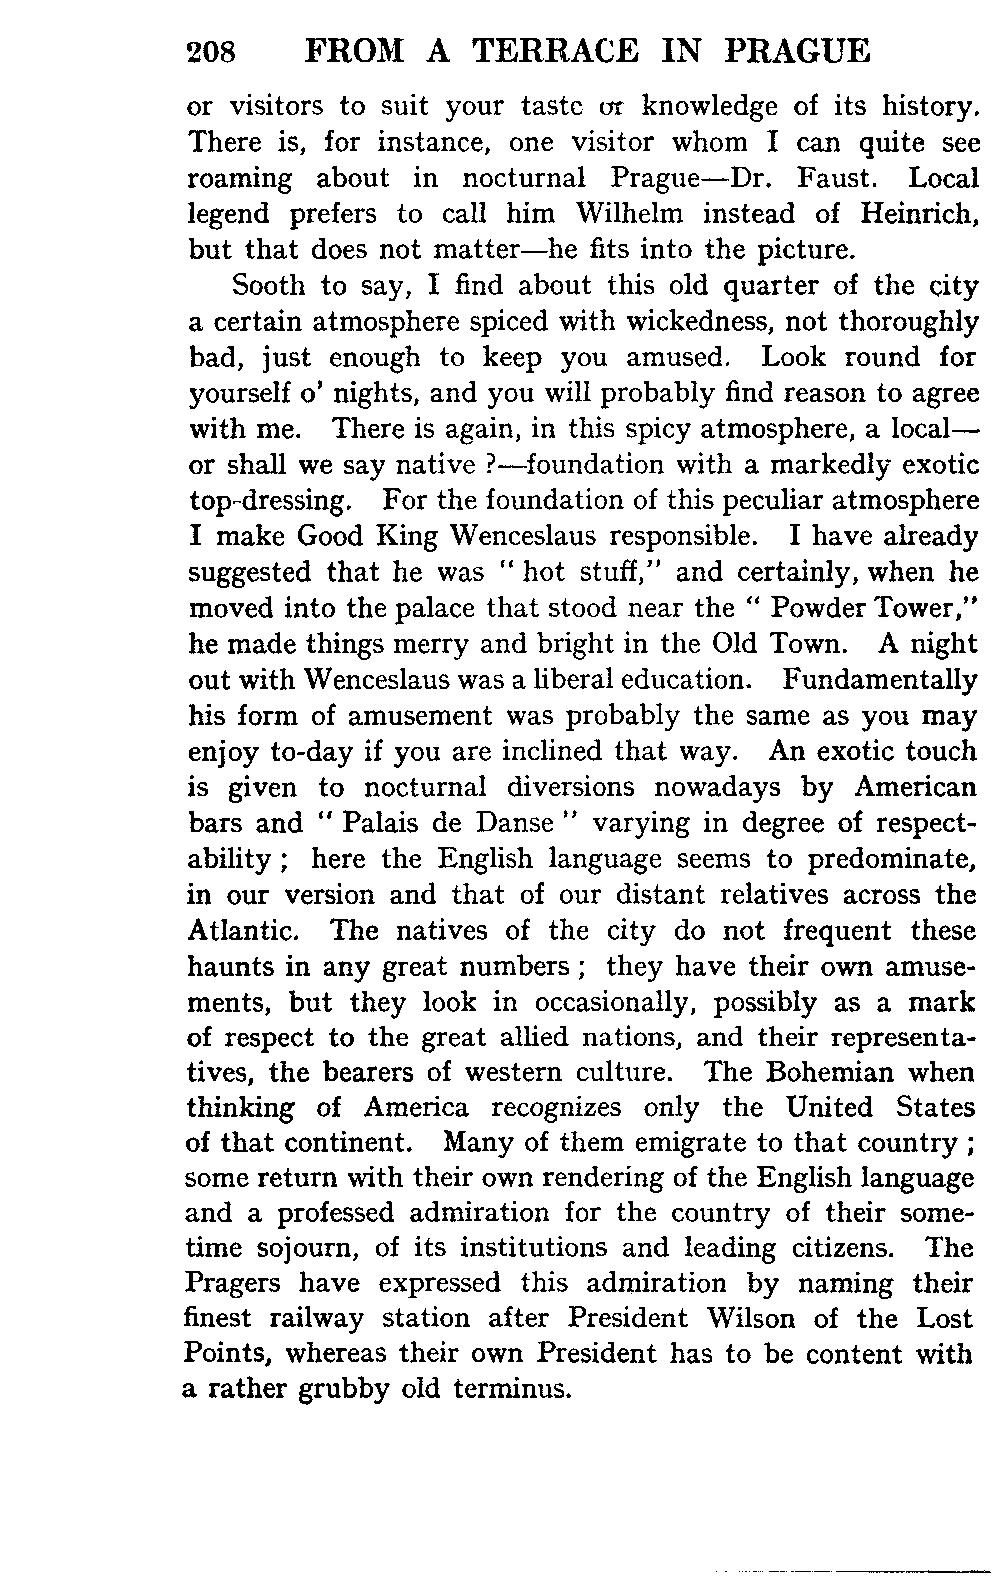 208 FROM A TERRACE IN PRAGUE
or visitors to suit your taste or knowledge of its history.
There is, for instance, one visitor whom I can quite see
roaming about in nocturnal Prague—Dr. Faust. Local
legend prefers to call him Wilhelm instead of Heinrich,
but that does not matter—he fits into the picture.
Sooth to say, I find about this old quarter of the city
a certain atmosphere spiced with wickedness, not thoroughly
bad, just enough to keep you amused. Look round for
yourself o' nights, and you will probably find reason to agree
with me. There is again, in this spicy atmosphere, a local—
or shall we say native ?—foundation with a markedly exotic
top-dressing. For the foundation of this peculiar atmosphere
I make Good King Wenceslaus responsible. I have already
suggested that he was " hot stuff," and certainly, when he
moved into the palace that stood near the " Powder Tower,"
he made things merry and bright in the Old Town. A night
out with Wenceslaus was a liberal education. Fundamentally
his form of amusement was probably the same as you may
enjoy to-day if you are inclined that way. An exotic touch
is given to nocturnal diversions nowadays by American
bars and " Palais de Danse " varying in degree of respect-
ability ; here the English language seems to predominate,
in our version and that of our distant relatives across the
Atlantic. The natives of the city do not frequent these
haunts in any great numbers ; they have their own amuse-
ments, but they look in occasionally, possibly as a mark
of respect to the great allied nations, and their representa-
tives, the bearers of western culture. The Bohemian when
thinking of America recognizes only the United States
of that continent. Many of them emigrate to that country ;
some return with their own rendering of the English language
and a professed admiration for the country of their some-
time sojourn, of its institutions and leading citizens. The
Pragers have expressed this admiration by naming their
finest railway station after President Wilson of the Lost
Points, whereas their own President has to be content with
a rather grubby old terminus.